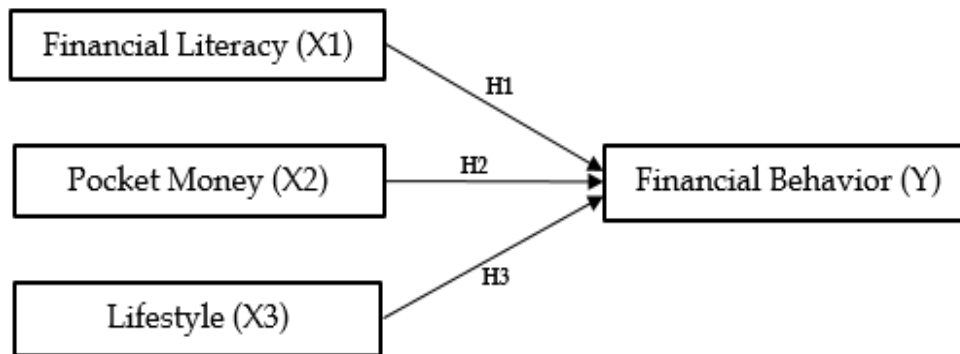 Financial Literacy (X1)
H1
Pocket Money (X2)
H2
Financial Behavior (Y)
H3
Lifestyle (X3)